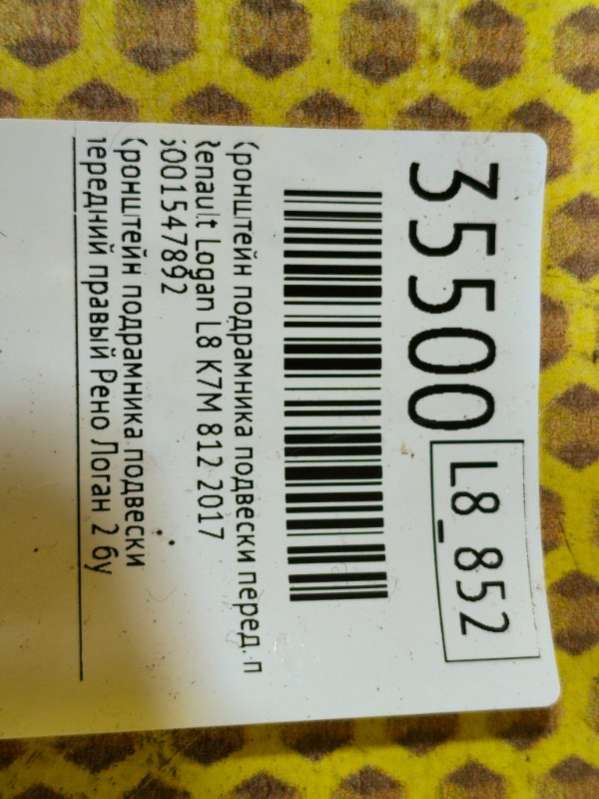 35500 L8_852
Кронштейн подрамника подвески перед. п
Renault Logan L8 K7M 812 2017
6001547892
Кронштейн подрамника подвески
передний правый Рено Логан 2 бу